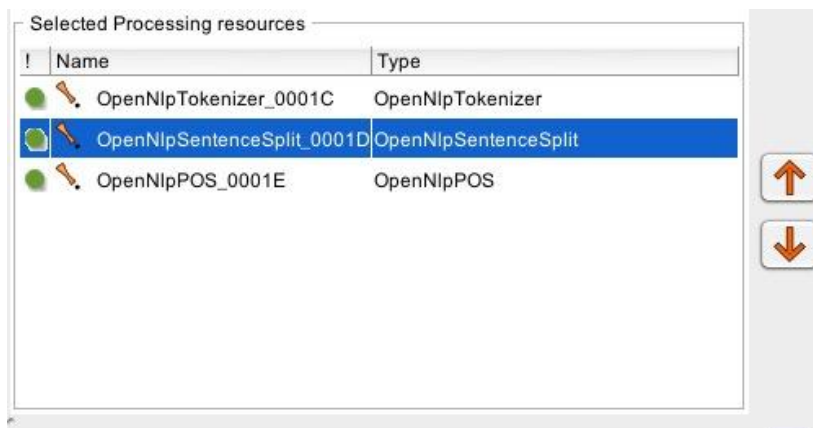 Selected Processing resources
! Name Type
OpenNlpTokenizer_0001C OpenNlpTokenizer
OpenNlpSentenceSplit_0001D OpenNlpSentenceSplit
OpenNlpPOS_0001E OpenNlpPOS